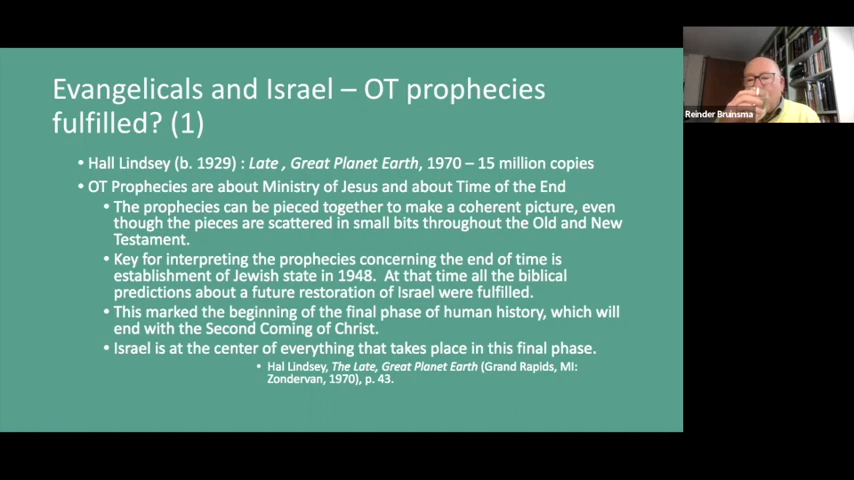 Evangelicals and Israel – OT prophecies
fulfilled? (1)
• Hall Lindsey (b. 1929) : Late , Great Planet Earth, 1970 – 15 million copies
• OT Prophecies are about Ministry of Jesus and about Time of the End
• The prophecies can be pieced together to make a coherent picture, even
though the pieces are scattered in small bits throughout the Old and New
Testament.
• Key for interpreting the prophecies concerning the end of time is
establishment of Jewish state in 1948.  At that time all the biblical
predictions about a future restoration of Israel were fulfilled.
• This marked the beginning of the final phase of human history, which will
end with the Second Coming of Christ.
• Israel is at the center of everything that takes place in this final phase.
• Hal Lindsey, The Late, Great Planet Earth (Grand Rapids, MI:
Zondervan, 1970), p. 43.
Reinder Bruinsma